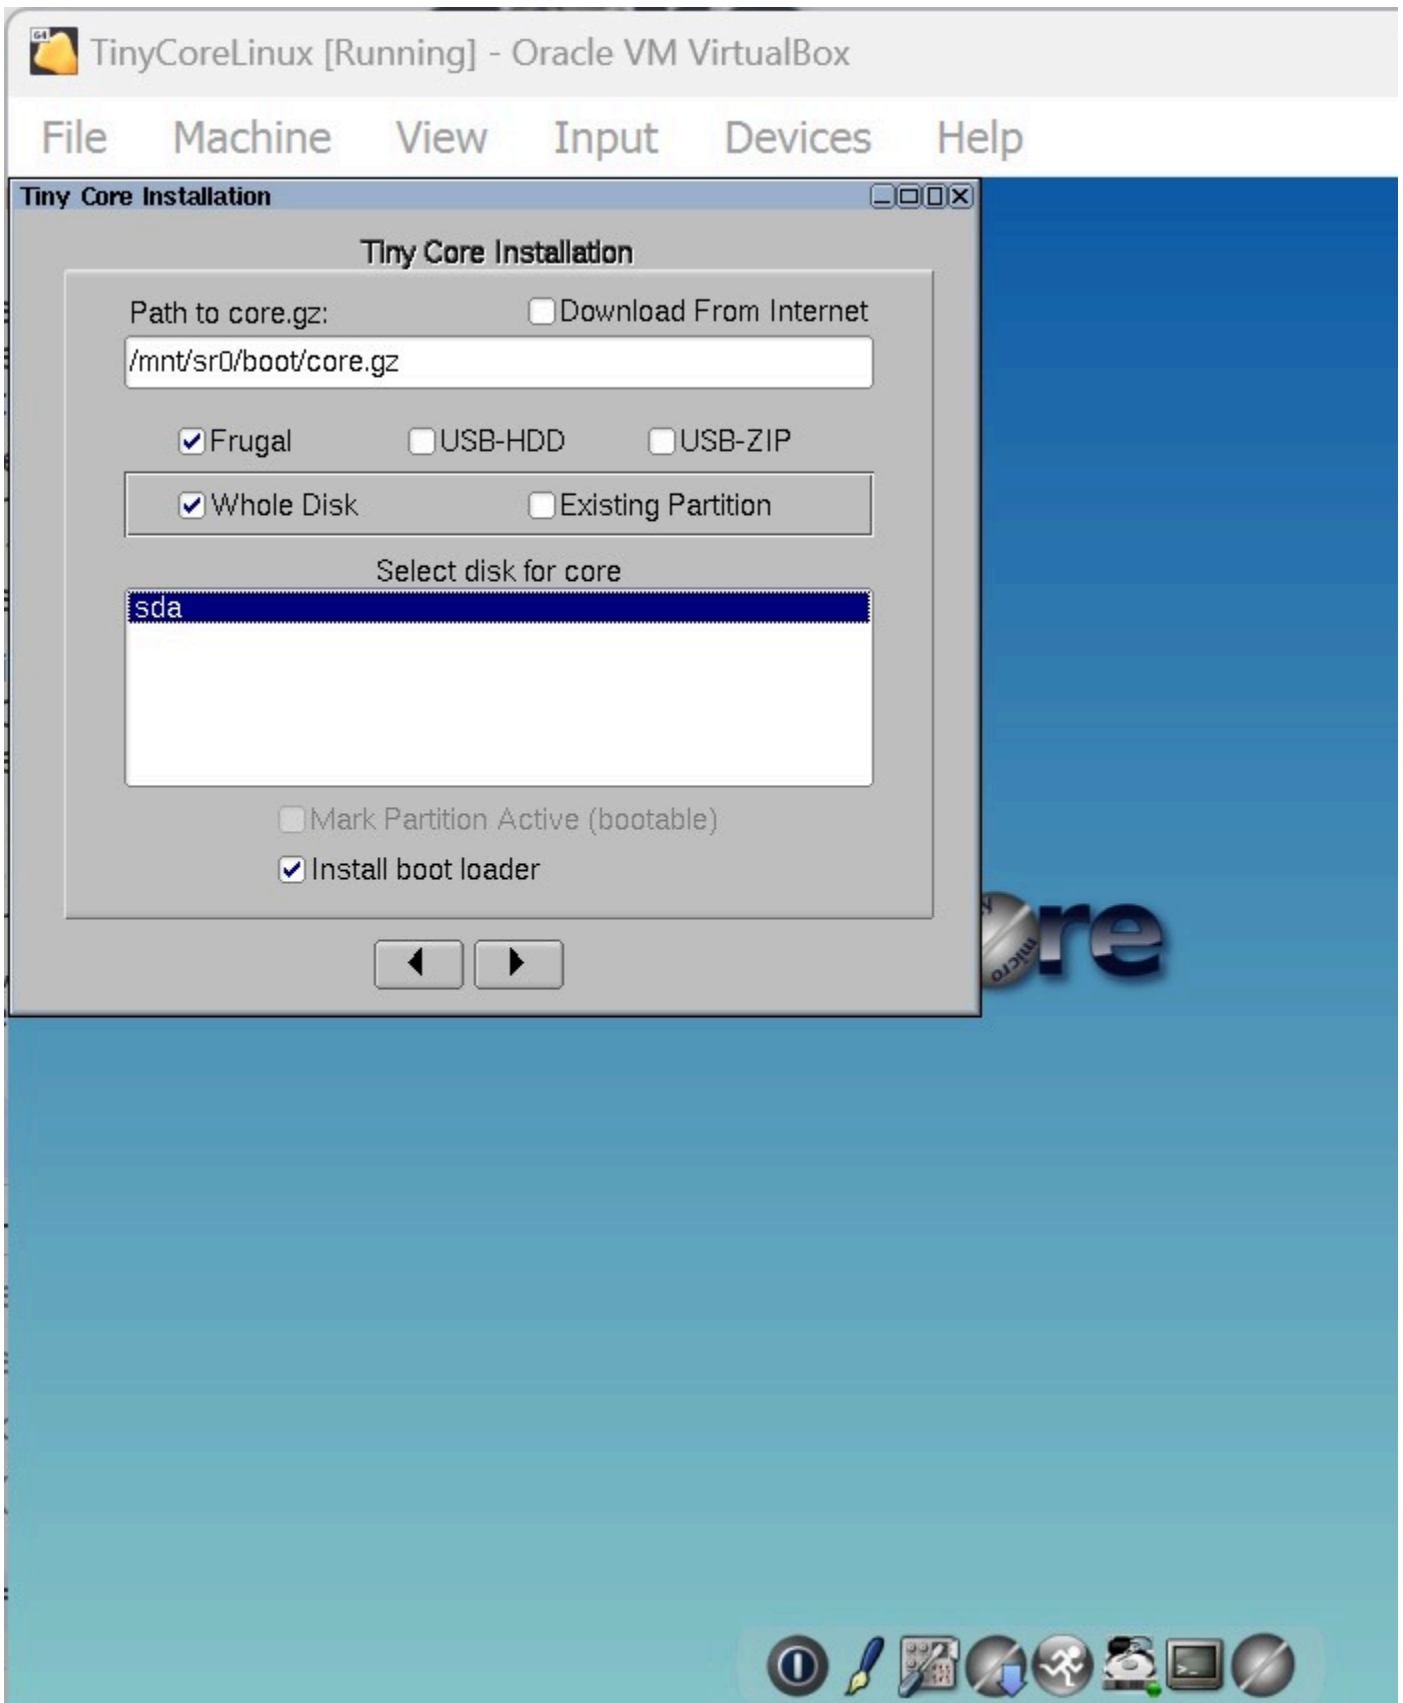 TinyCoreLinux [Running] - Oracle VM VirtualBox
File Machine View Input Devices Help
Tiny Core Installation
Tiny Core Installation
Path to core.gz: Download From Internet
/mnt/sr0/boot/core.gz
Frugal USB-HDD USB-ZIP
Whole Disk Existing Partition
Select disk for core
sda
Mark Partition Active (bootable)
Install boot loader
re
micro